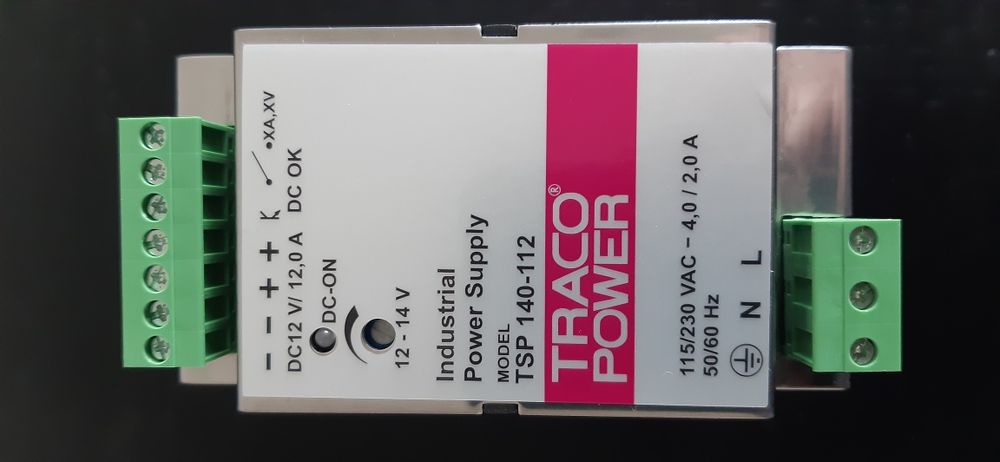 − − + + K •XA,XV
DC12 V/ 12,0 A DC OK
DC-ON
12 - 14 V
Industrial
Power Supply
MODEL
TSP 140-112
TRACO®
POWER
115/230 VAC – 4,0 / 2,0 A
50/60 Hz
N L